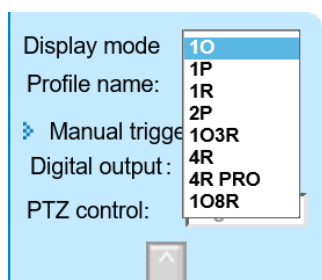 Display mode
1O
1P
Profile name:
1R
2P
Manual trigge
1O3R
Digital output:
4R
4R PRO
PTZ control:
1O8R